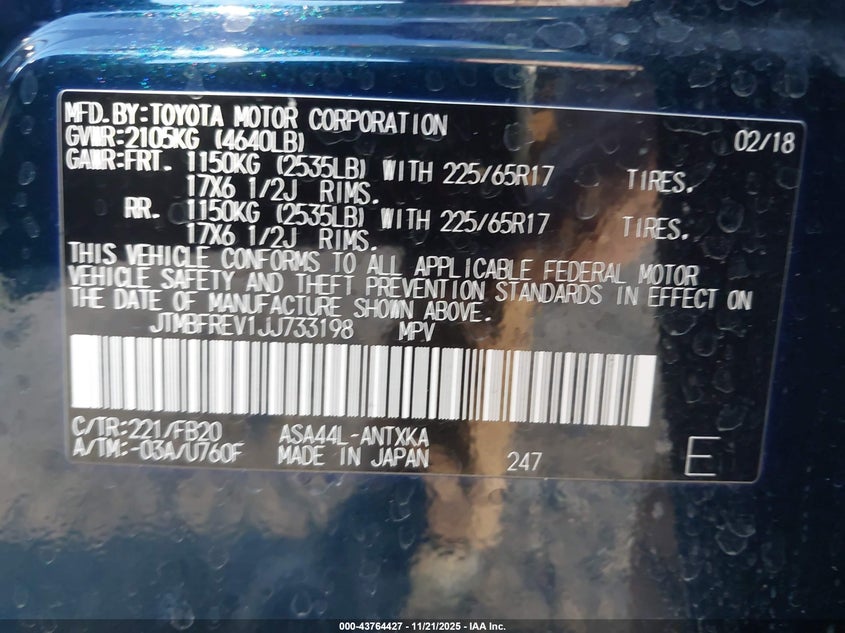 MFD.BY:TOYOTA MOTOR CORPORATION 02/18
GVWR:2105KG (4640LB)
GAWR:FRT. 1150KG (2535LB) WITH 225/65R17 TIRES.
17X6 1/2J RIMS.
RR. 1150KG (2535LB) WITH 225/65R17 TIRES.
17X6 1/2J RIMS.
THIS VEHICLE CONFORMS TO ALL APPLICABLE FEDERAL MOTOR
VEHICLE SAFETY AND THEFT PREVENTION STANDARDS IN EFFECT ON
THE DATE OF MANUFACTURE SHOWN ABOVE.
JTMBFREV1JJ733198 MPV
C/TR:221/FB20 ASA44L-ANTXKA
A/TM:-03A/U760F MADE IN JAPAN 247 E
000-43764427 - 11/21/2025 - IAA Inc.